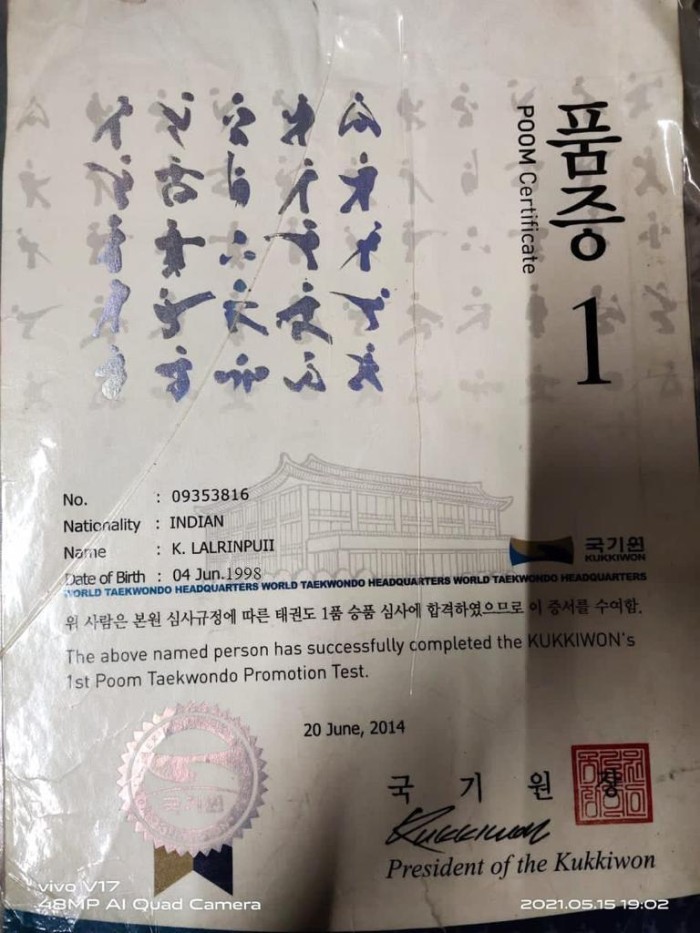 품증
POOM Certificate
1
No. : 09353816
Nationality : INDIAN
Name : K. LALRINPUII
Date of Birth : 04 Jun.1998
국기원
KUKKIWON
WORLD TAEKWONDO HEADQUARTERS WORLD TAEKWONDO HEADQUARTERS WORLD TAEKWONDO HEADQUARTERS
위 사람은 본원 심사규정에 따른 태권도 1품 승품 심사에 합격하였으므로 이 증서를 수여함.
The above named person has successfully completed the KUKKIWON's
1st Poom Taekwondo Promotion Test.
20 June, 2014
국기원
국 기 원 장
Kukkiwon
President of the Kukkiwon
vivo V17
48MP AI Quad Camera
2021.05.15 19:02